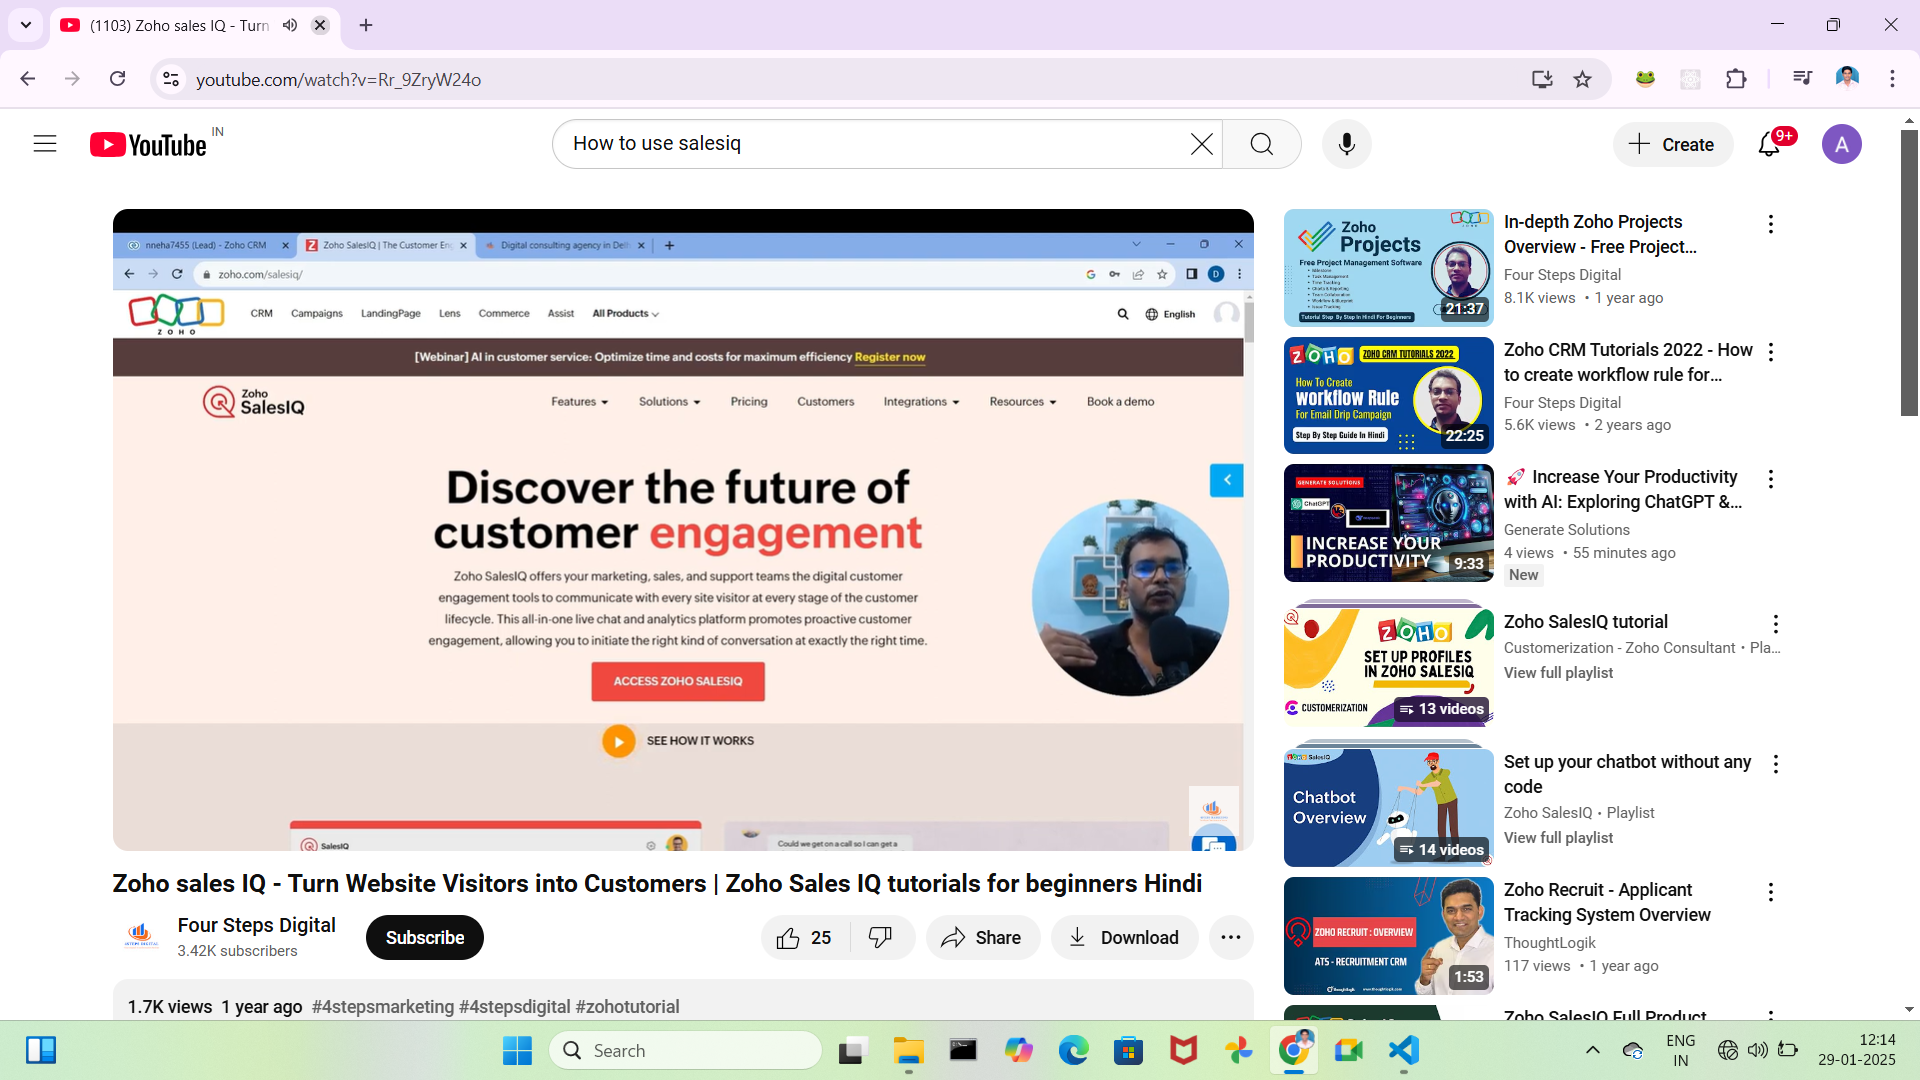 (1103) Zoho sales IQ - Turn
youtube.com/watch?v=Rr_9ZryW24o
YouTube IN
How to use salesiq
Create
9+
A
nneha7455 (Lead) - Zoho CRM
Zoho SalesIQ | The Customer En
Digital consulting agency in Delh
zoho.com/salesiq/
D
ZOHO
CRM Campaigns LandingPage Lens Commerce Assist All Products
English
[Webinar] AI in customer service: Optimize time and costs for maximum efficiency Register now
Zoho
SalesIQ
Features Solutions Pricing Customers Integrations Resources Book a demo
Discover the future of
customer engagement
Zoho SalesIQ offers your marketing, sales, and support teams the digital customer
engagement tools to communicate with every site visitor at every stage of the customer
lifecycle. This all-in-one live chat and analytics platform promotes proactive customer
engagement, allowing you to initiate the right kind of conversation at exactly the right time.
ACCESS ZOHO SALESIQ
SEE HOW IT WORKS
SalesIQ
Could we get on a call so I can get a
Zoho sales IQ - Turn Website Visitors into Customers | Zoho Sales IQ tutorials for beginners Hindi
Four Steps Digital
3.42K subscribers
Subscribe
25
Share
Download
1.7K views 1 year ago #4stepsmarketing #4stepsdigital #zohotutorial
Zoho
Projects
Free Project Management Software
Tutorial Step By Step In Hindi For Beginners
21:37
In-depth Zoho Projects
Overview - Free Project...
Four Steps Digital
8.1K views • 1 year ago
ZOHO
ZOHO CRM TUTORIALS 2022
How To Create
workflow Rule
For Email Drip Campaign
Step By Step Guide In Hindi
22:25
Zoho CRM Tutorials 2022 - How
to create workflow rule for...
Four Steps Digital
5.6K views • 2 years ago
GENERATE SOLUTIONS
ChatGPT
INCREASE YOUR
PRODUCTIVITY
9:33
🚀 Increase Your Productivity
with AI: Exploring ChatGPT &...
Generate Solutions
4 views • 55 minutes ago
New
ZOHO
SET UP PROFILES
IN ZOHO SALESIQ
CUSTOMERIZATION
13 videos
Zoho SalesIQ tutorial
Customerization - Zoho Consultant • Pla...
View full playlist
ZOHO SalesIQ
Chatbot
Overview
14 videos
Set up your chatbot without any
code
Zoho SalesIQ • Playlist
View full playlist
ZOHO RECRUIT : OVERVIEW
ATS - RECRUITMENT CRM
1:53
Zoho Recruit - Applicant
Tracking System Overview
ThoughtLogik
117 views • 1 year ago
Zoho SalesIQ Full Product
Search
ENG
IN
12:14
29-01-2025